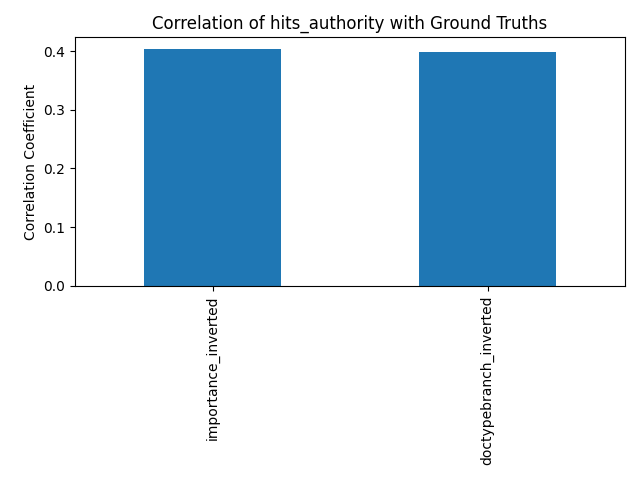 Correlation of hits_authority with Ground Truths
Correlation Coefficient
0.4
0.3
0.2
0.1
0.0
importance_inverted
doctypebranch_inverted